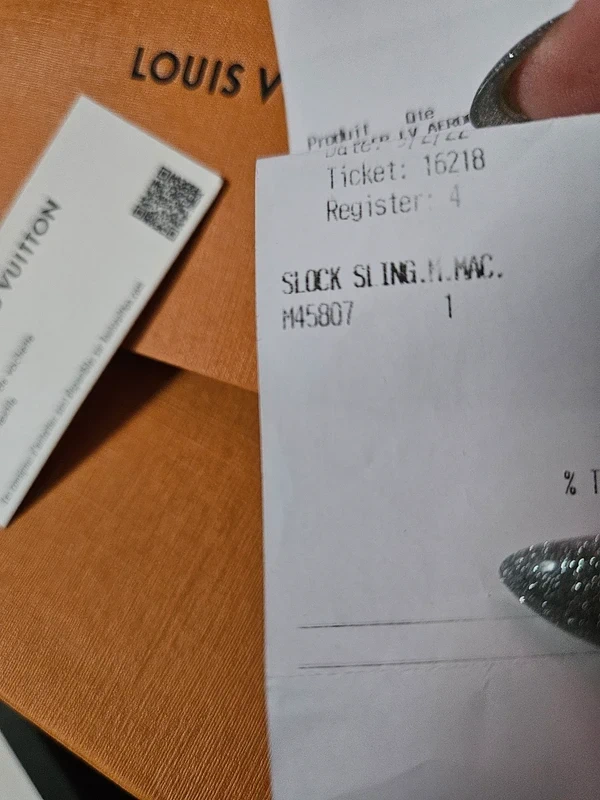 LOUIS V
VUITTON
Produit Qte
Ticket: 16218
Register: 4
SLOCK SLING.M.MAC.
M45807 1
% T